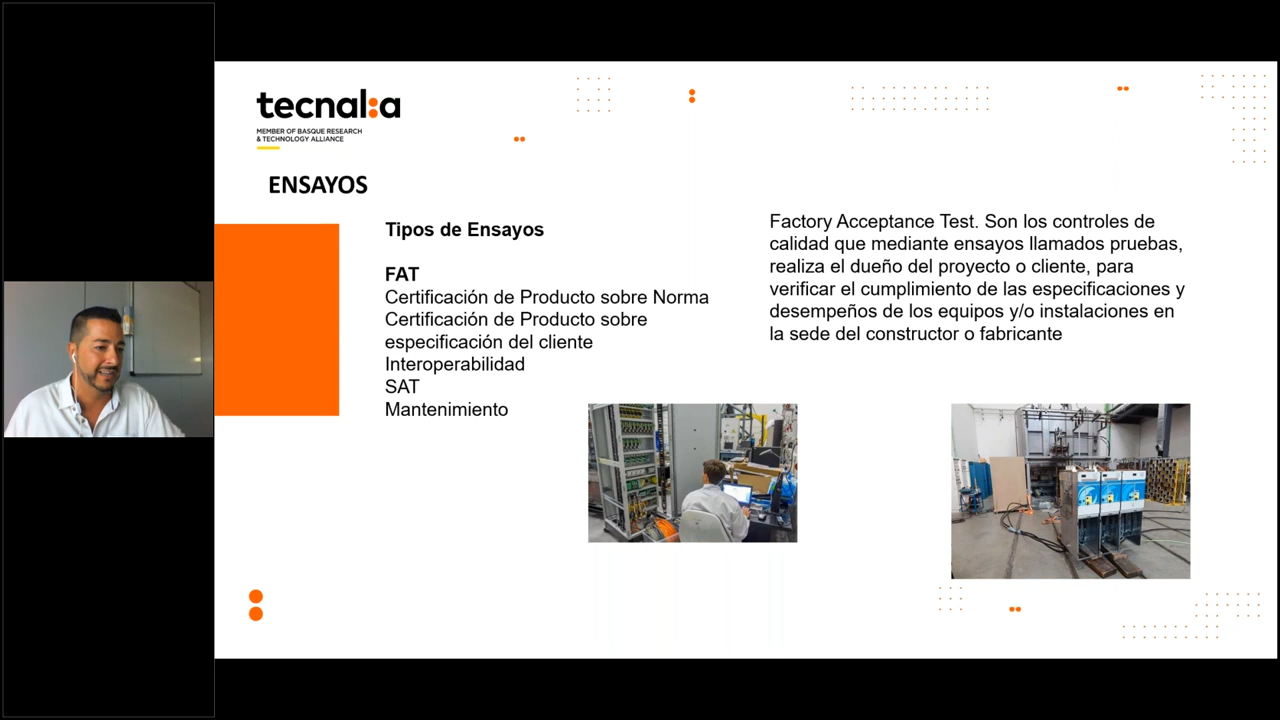 tecnal:a
MEMBER OF BASQUE RESEARCH
& TECHNOLOGY ALLIANCE
ENSAYOS
Tipos de Ensayos
FAT
Certificación de Producto sobre Norma
Certificación de Producto sobre
especificación del cliente
Interoperabilidad
SAT
Mantenimiento
Factory Acceptance Test. Son los controles de
calidad que mediante ensayos llamados pruebas,
realiza el dueño del proyecto o cliente, para
verificar el cumplimiento de las especificaciones y
desempeños de los equipos y/o instalaciones en
la sede del constructor o fabricante